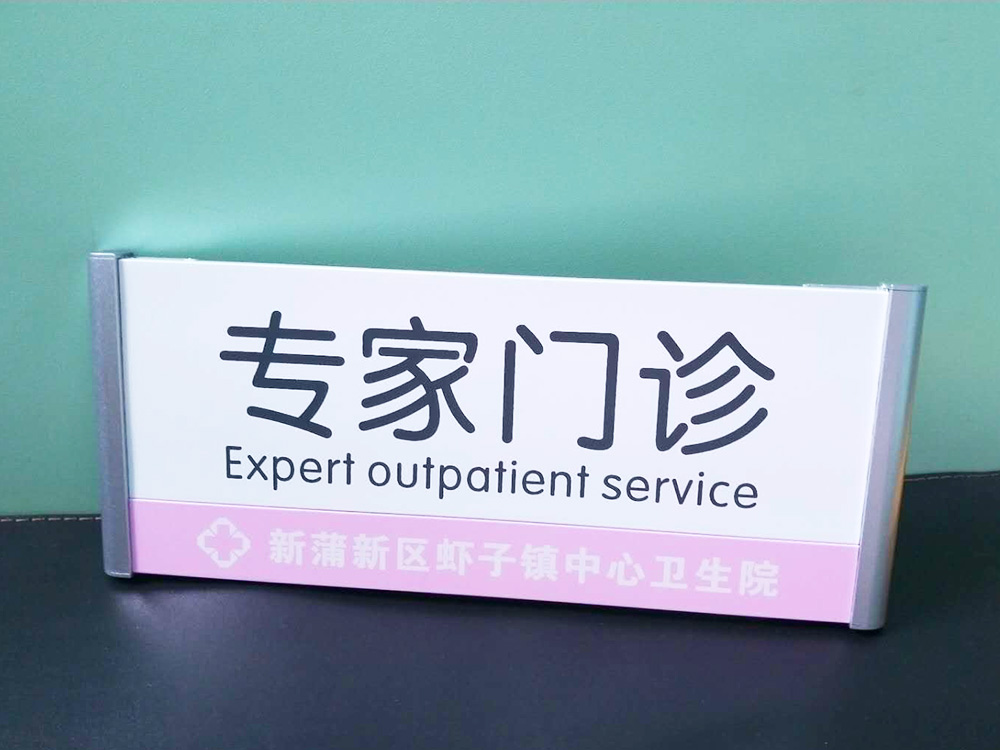 专家门诊
Expert outpatient service
新蒲新区虾子镇中心卫生院